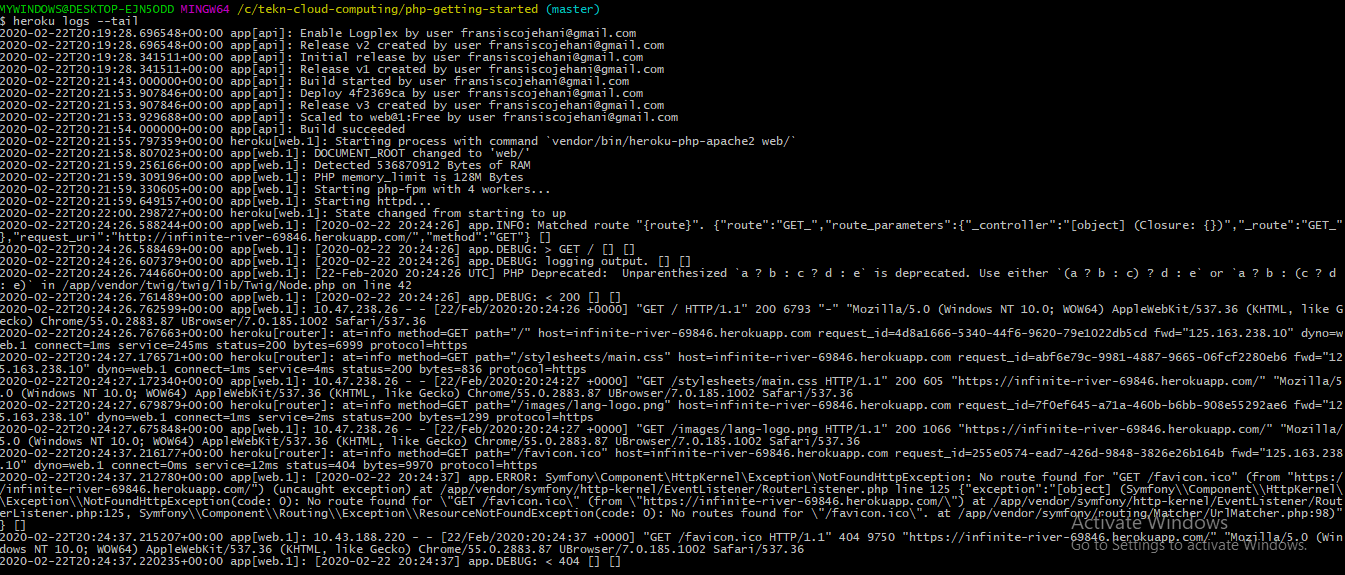 MYWINDOWS@DESKTOP-EJN5ODD MINGW64 /c/tekn-cloud-computing/php-getting-started (master)
$ heroku logs --tail
2020-02-22T20:19:28.696548+00:00 app[api]: Enable Logplex by user fransiscojehani@gmail.com
2020-02-22T20:19:28.696548+00:00 app[api]: Release v2 created by user fransiscojehani@gmail.com
2020-02-22T20:19:28.341511+00:00 app[api]: Initial release by user fransiscojehani@gmail.com
2020-02-22T20:19:28.341511+00:00 app[api]: Release v1 created by user fransiscojehani@gmail.com
2020-02-22T20:21:43.000000+00:00 app[api]: Build started by user fransiscojehani@gmail.com
2020-02-22T20:21:53.907846+00:00 app[api]: Deploy 4f2369ca by user fransiscojehani@gmail.com
2020-02-22T20:21:53.907846+00:00 app[api]: Release v3 created by user fransiscojehani@gmail.com
2020-02-22T20:21:53.929688+00:00 app[api]: Scaled to web@1:Free by user fransiscojehani@gmail.com
2020-02-22T20:21:54.000000+00:00 app[api]: Build succeeded
2020-02-22T20:21:55.797359+00:00 heroku[web.1]: Starting process with command `vendor/bin/heroku-php-apache2 web/`
2020-02-22T20:21:58.807023+00:00 app[web.1]: DOCUMENT_ROOT changed to 'web/'
2020-02-22T20:21:59.256166+00:00 app[web.1]: Detected 536870912 Bytes of RAM
2020-02-22T20:21:59.309196+00:00 app[web.1]: PHP memory_limit is 128M Bytes
2020-02-22T20:21:59.330605+00:00 app[web.1]: Starting php-fpm with 4 workers...
2020-02-22T20:21:59.649157+00:00 app[web.1]: Starting httpd...
2020-02-22T20:22:00.298727+00:00 heroku[web.1]: State changed from starting to up
2020-02-22T20:24:26.588244+00:00 app[web.1]: [2020-02-22 20:24:26] app.INFO: Matched route "{route}". {"route":"GET_","route_parameters":{"_controller":"[object] (Closure: {})","_route":"GET_"
},"request_uri":"http://infinite-river-69846.herokuapp.com/","method":"GET"} []
2020-02-22T20:24:26.588469+00:00 app[web.1]: [2020-02-22 20:24:26] app.DEBUG: > GET / [] []
2020-02-22T20:24:26.607379+00:00 app[web.1]: [2020-02-22 20:24:26] app.DEBUG: logging output. [] []
2020-02-22T20:24:26.744660+00:00 app[web.1]: [22-Feb-2020 20:24:26 UTC] PHP Deprecated:  Unparenthesized `a ? b : c ? d : e` is deprecated. Use either `(a ? b : c) ? d : e` or `a ? b : (c ? d
: e)` in /app/vendor/twig/twig/lib/Twig/Node.php on line 42
2020-02-22T20:24:26.761489+00:00 app[web.1]: [2020-02-22 20:24:26] app.DEBUG: < 200 [] []
2020-02-22T20:24:26.762599+00:00 app[web.1]: 10.47.238.26 - - [22/Feb/2020:20:24:26 +0000] "GET / HTTP/1.1" 200 6793 "-" "Mozilla/5.0 (Windows NT 10.0; WOW64) AppleWebKit/537.36 (KHTML, like G
ecko) Chrome/55.0.2883.87 UBrowser/7.0.185.1002 Safari/537.36
2020-02-22T20:24:26.767663+00:00 heroku[router]: at=info method=GET path="/" host=infinite-river-69846.herokuapp.com request_id=4d8a1666-5340-44f6-9620-79e1022db5cd fwd="125.163.238.10" dyno=w
eb.1 connect=1ms service=245ms status=200 bytes=6999 protocol=https
2020-02-22T20:24:27.176571+00:00 heroku[router]: at=info method=GET path="/stylesheets/main.css" host=infinite-river-69846.herokuapp.com request_id=abf6e79c-9981-4887-9665-06fcf2280eb6 fwd="12
5.163.238.10" dyno=web.1 connect=1ms service=4ms status=200 bytes=836 protocol=https
2020-02-22T20:24:27.172340+00:00 app[web.1]: 10.47.238.26 - - [22/Feb/2020:20:24:27 +0000] "GET /stylesheets/main.css HTTP/1.1" 200 605 "https://infinite-river-69846.herokuapp.com/" "Mozilla/5
.0 (Windows NT 10.0; WOW64) AppleWebKit/537.36 (KHTML, like Gecko) Chrome/55.0.2883.87 UBrowser/7.0.185.1002 Safari/537.36
2020-02-22T20:24:27.679879+00:00 heroku[router]: at=info method=GET path="/images/lang-logo.png" host=infinite-river-69846.herokuapp.com request_id=7f0ef645-a71a-460b-b6bb-908e55292ae6 fwd="12
5.163.238.10" dyno=web.1 connect=1ms service=2ms status=200 bytes=1299 protocol=https
2020-02-22T20:24:27.675848+00:00 app[web.1]: 10.47.238.26 - - [22/Feb/2020:20:24:27 +0000] "GET /images/lang-logo.png HTTP/1.1" 200 1066 "https://infinite-river-69846.herokuapp.com/" "Mozilla/
5.0 (Windows NT 10.0; WOW64) AppleWebKit/537.36 (KHTML, like Gecko) Chrome/55.0.2883.87 UBrowser/7.0.185.1002 Safari/537.36
2020-02-22T20:24:37.216177+00:00 heroku[router]: at=info method=GET path="/favicon.ico" host=infinite-river-69846.herokuapp.com request_id=255e0574-ead7-426d-9848-3826e26b164b fwd="125.163.238
.10" dyno=web.1 connect=0ms service=12ms status=404 bytes=9970 protocol=https
2020-02-22T20:24:37.212780+00:00 app[web.1]: [2020-02-22 20:24:37] app.ERROR: Symfony\Component\HttpKernel\Exception\NotFoundHttpException: No route found for "GET /favicon.ico" (from "https:/
/infinite-river-69846.herokuapp.com/") (uncaught exception) at /app/vendor/symfony/http-kernel/EventListener/RouterListener.php line 125 {"exception":"[object] (Symfony\\Component\\HttpKernel\
\Exception\\NotFoundHttpException(code: 0): No route found for \"GET /favicon.ico\" (from \"https://infinite-river-69846.herokuapp.com/\") at /app/vendor/symfony/http-kernel/EventListener/Rout
erListener.php:125, Symfony\\Component\\Routing\\Exception\\ResourceNotFoundException(code: 0): No routes found for \"/favicon.ico\". at /app/vendor/symfony/routing/Matcher/UrlMatcher.php:98)"
} []
2020-02-22T20:24:37.215207+00:00 app[web.1]: 10.43.188.220 - - [22/Feb/2020:20:24:37 +0000] "GET /favicon.ico HTTP/1.1" 404 9750 "https://infinite-river-69846.herokuapp.com/" "Mozilla/5.0 (Win
dows NT 10.0; WOW64) AppleWebKit/537.36 (KHTML, like Gecko) Chrome/55.0.2883.87 UBrowser/7.0.185.1002 Safari/537.36
2020-02-22T20:24:37.220235+00:00 app[web.1]: [2020-02-22 20:24:37] app.DEBUG: < 404 [] []
Activate Windows
Go to Settings to activate Windows.